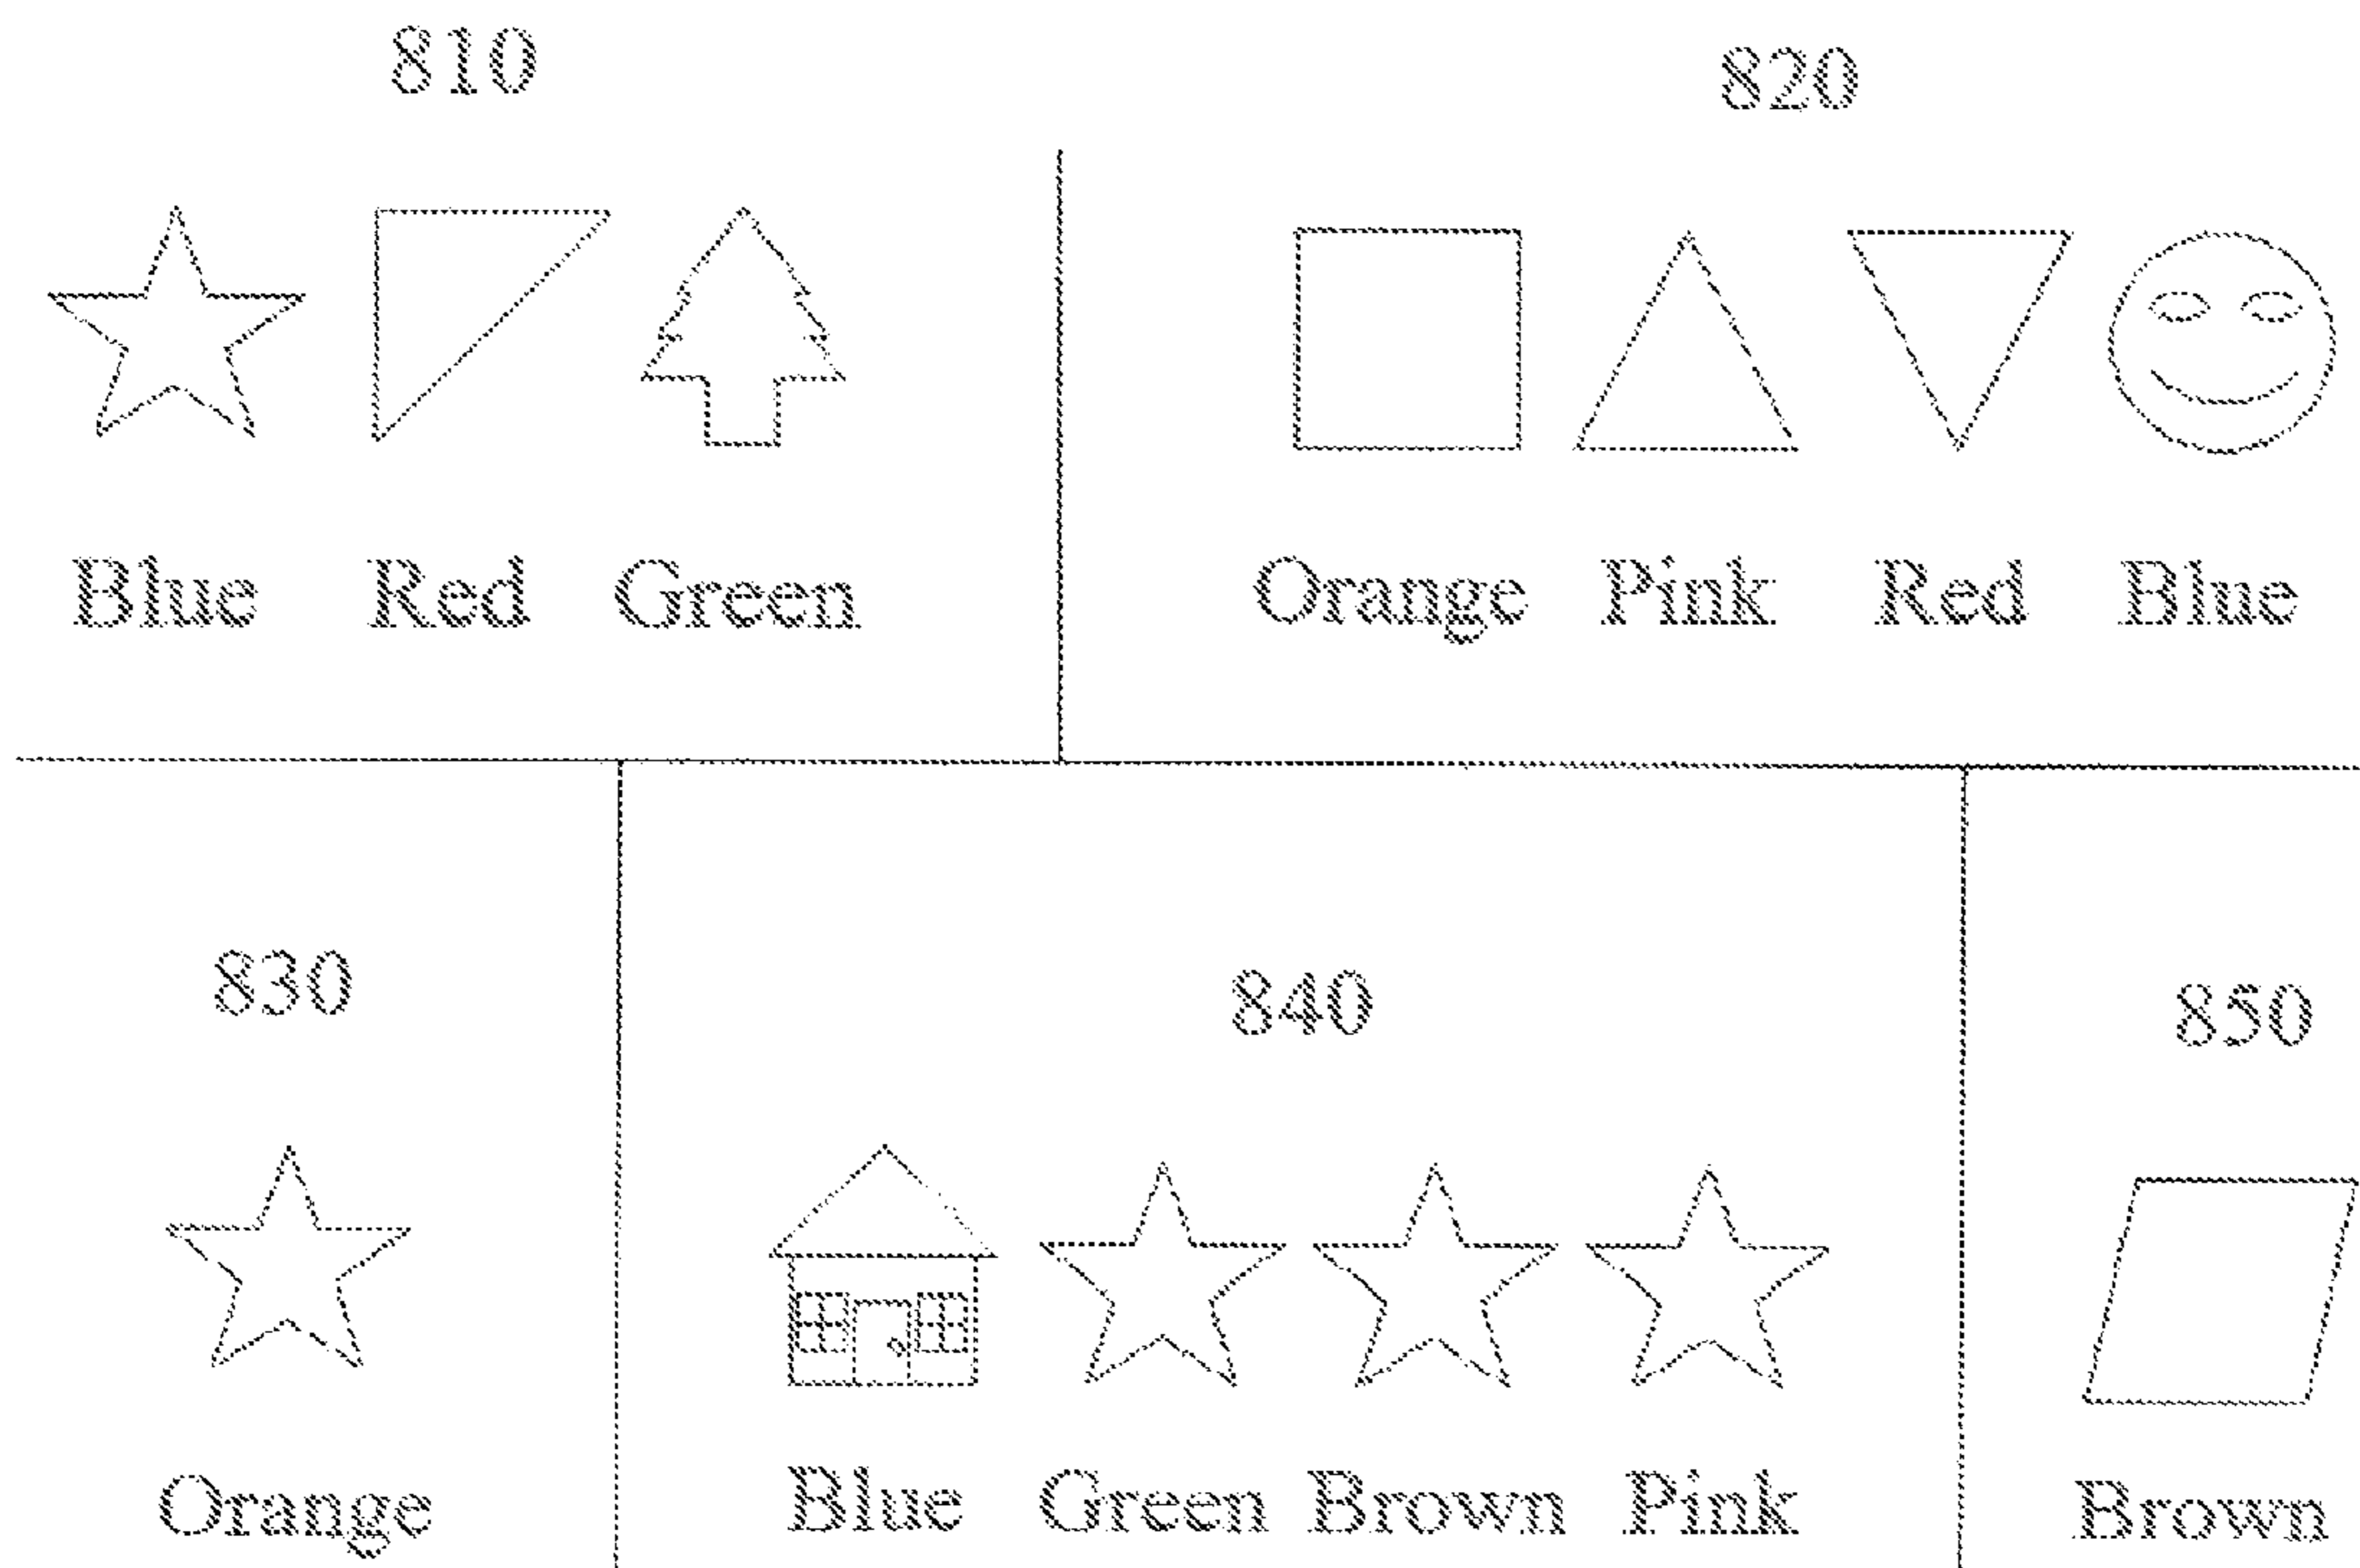 810
820
Blue Red Green
Orange Pink Red Blue
830
840
850
Orange
Blue Green Brown Pink
Brown